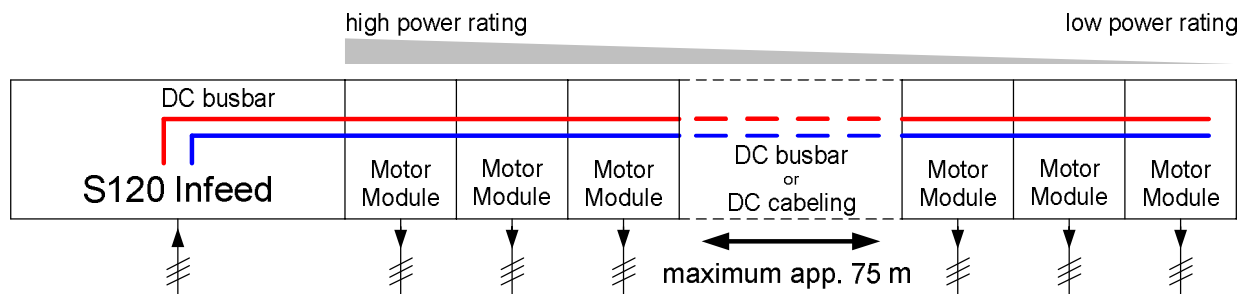 high power rating
low power rating
DC busbar
S120 Infeed
Motor
Module
Motor
Module
Motor
Module
DC busbar
or
DC cabeling
Motor
Module
Motor
Module
Motor
Module
maximum app. 75 m